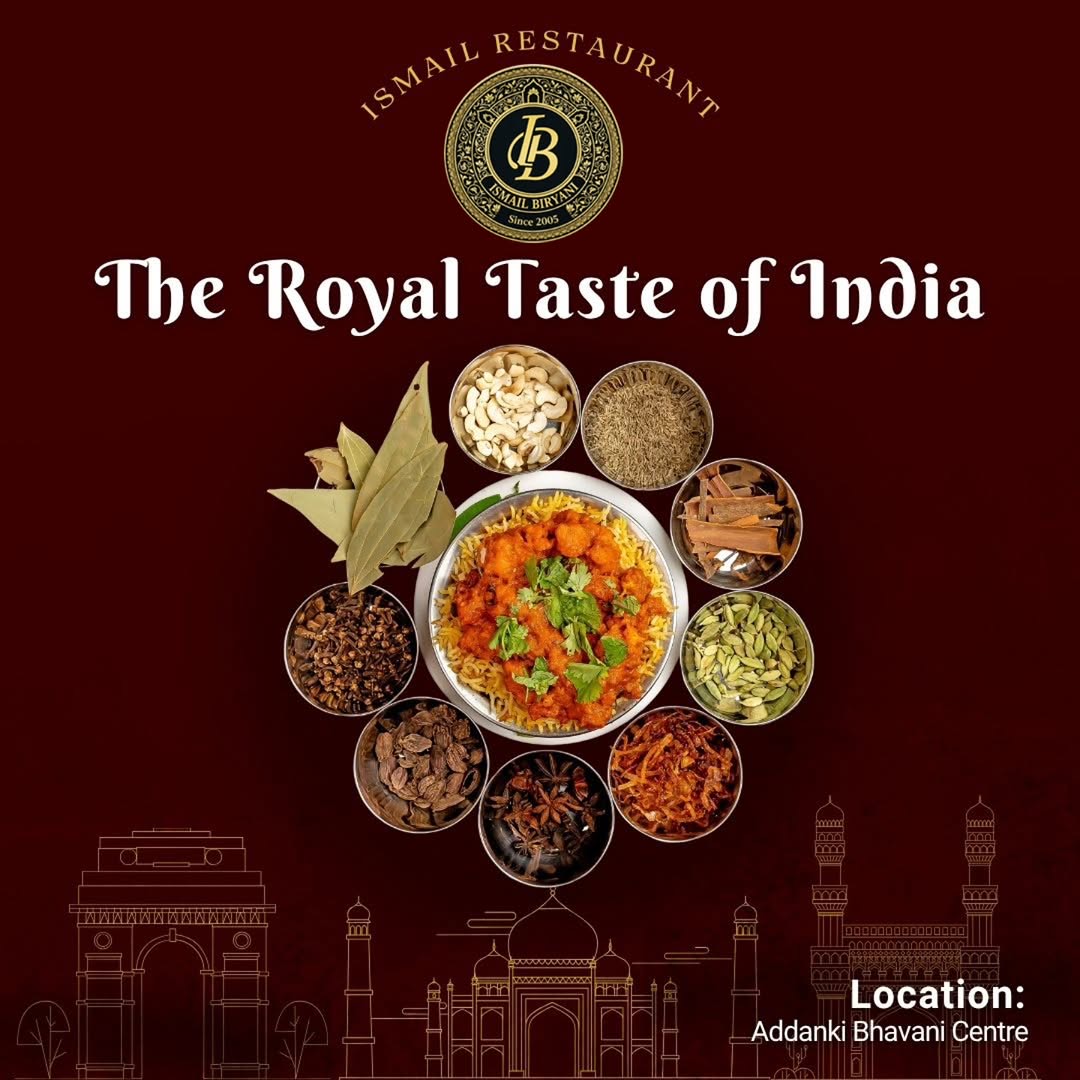 ISMAIL RESTAURANT
IB
ISMAIL BIRYANI
Since 2005
The Royal Taste of India
Location:
Addanki Bhavani Centre